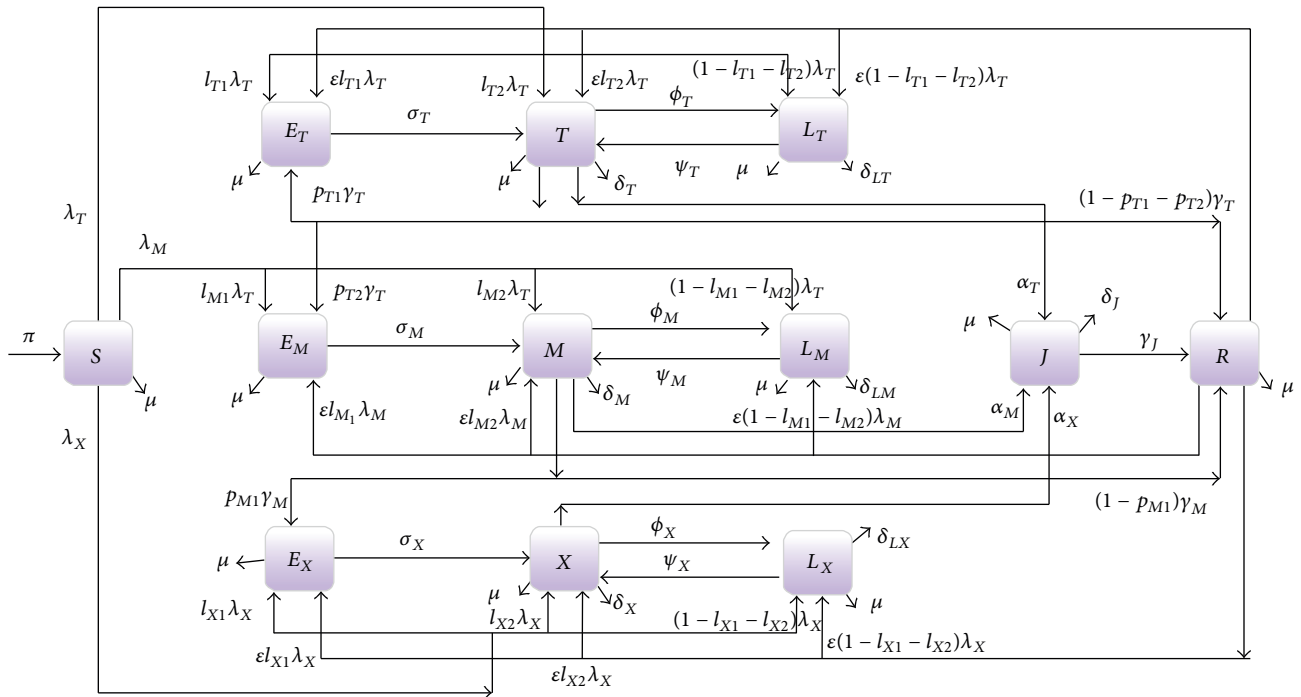 l_{T1}λ_T εl_{T1}λ_T l_{T2}λ_T εl_{T2}λ_T (1 − l_{T1} − l_{T2})λ_T ε(1 − l_{T1} − l_{T2})λ_T
E_T σ_T T ϕ_T L_T
ψ_T
μ μ δ_T μ δ_{LT}
p_{T1}γ_T (1 − p_{T1} − p_{T2})γ_T
λ_T
λ_M
l_{M1}λ_T p_{T2}γ_T l_{M2}λ_T (1 − l_{M1} − l_{M2})λ_T α_T δ_J
π S E_M σ_M M ϕ_M L_M μ J γ_J R
ψ_M
μ μ μ δ_M μ δ_{LM} μ
εl_{M_1}λ_M εl_{M2}λ_M ε(1 − l_{M1} − l_{M2})λ_M α_M α_X
λ_X
p_{M1}γ_M (1 − p_{M1})γ_M
E_X σ_X X ϕ_X L_X δ_{LX}
ψ_X
μ μ δ_X μ
l_{X1}λ_X l_{X2}λ_X (1 − l_{X1} − l_{X2})λ_X
εl_{X1}λ_X εl_{X2}λ_X ε(1 − l_{X1} − l_{X2})λ_X